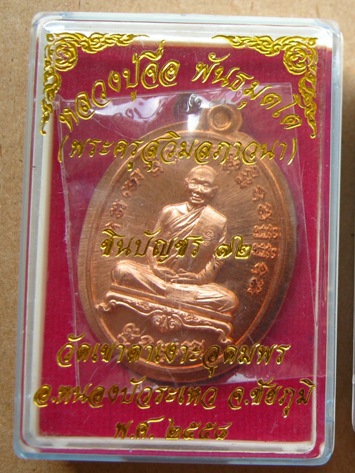 หลวงปู่จื่อ พันธมุตโต
(พระครูสุวิมลภาวนา)
ชินบัญชร ๗๒
วัดเขาตาเงาะอุดมพร
อ.หนองบัวระเหว จ.ชัยภูมิ
พ.ศ. ๒๕๕๘